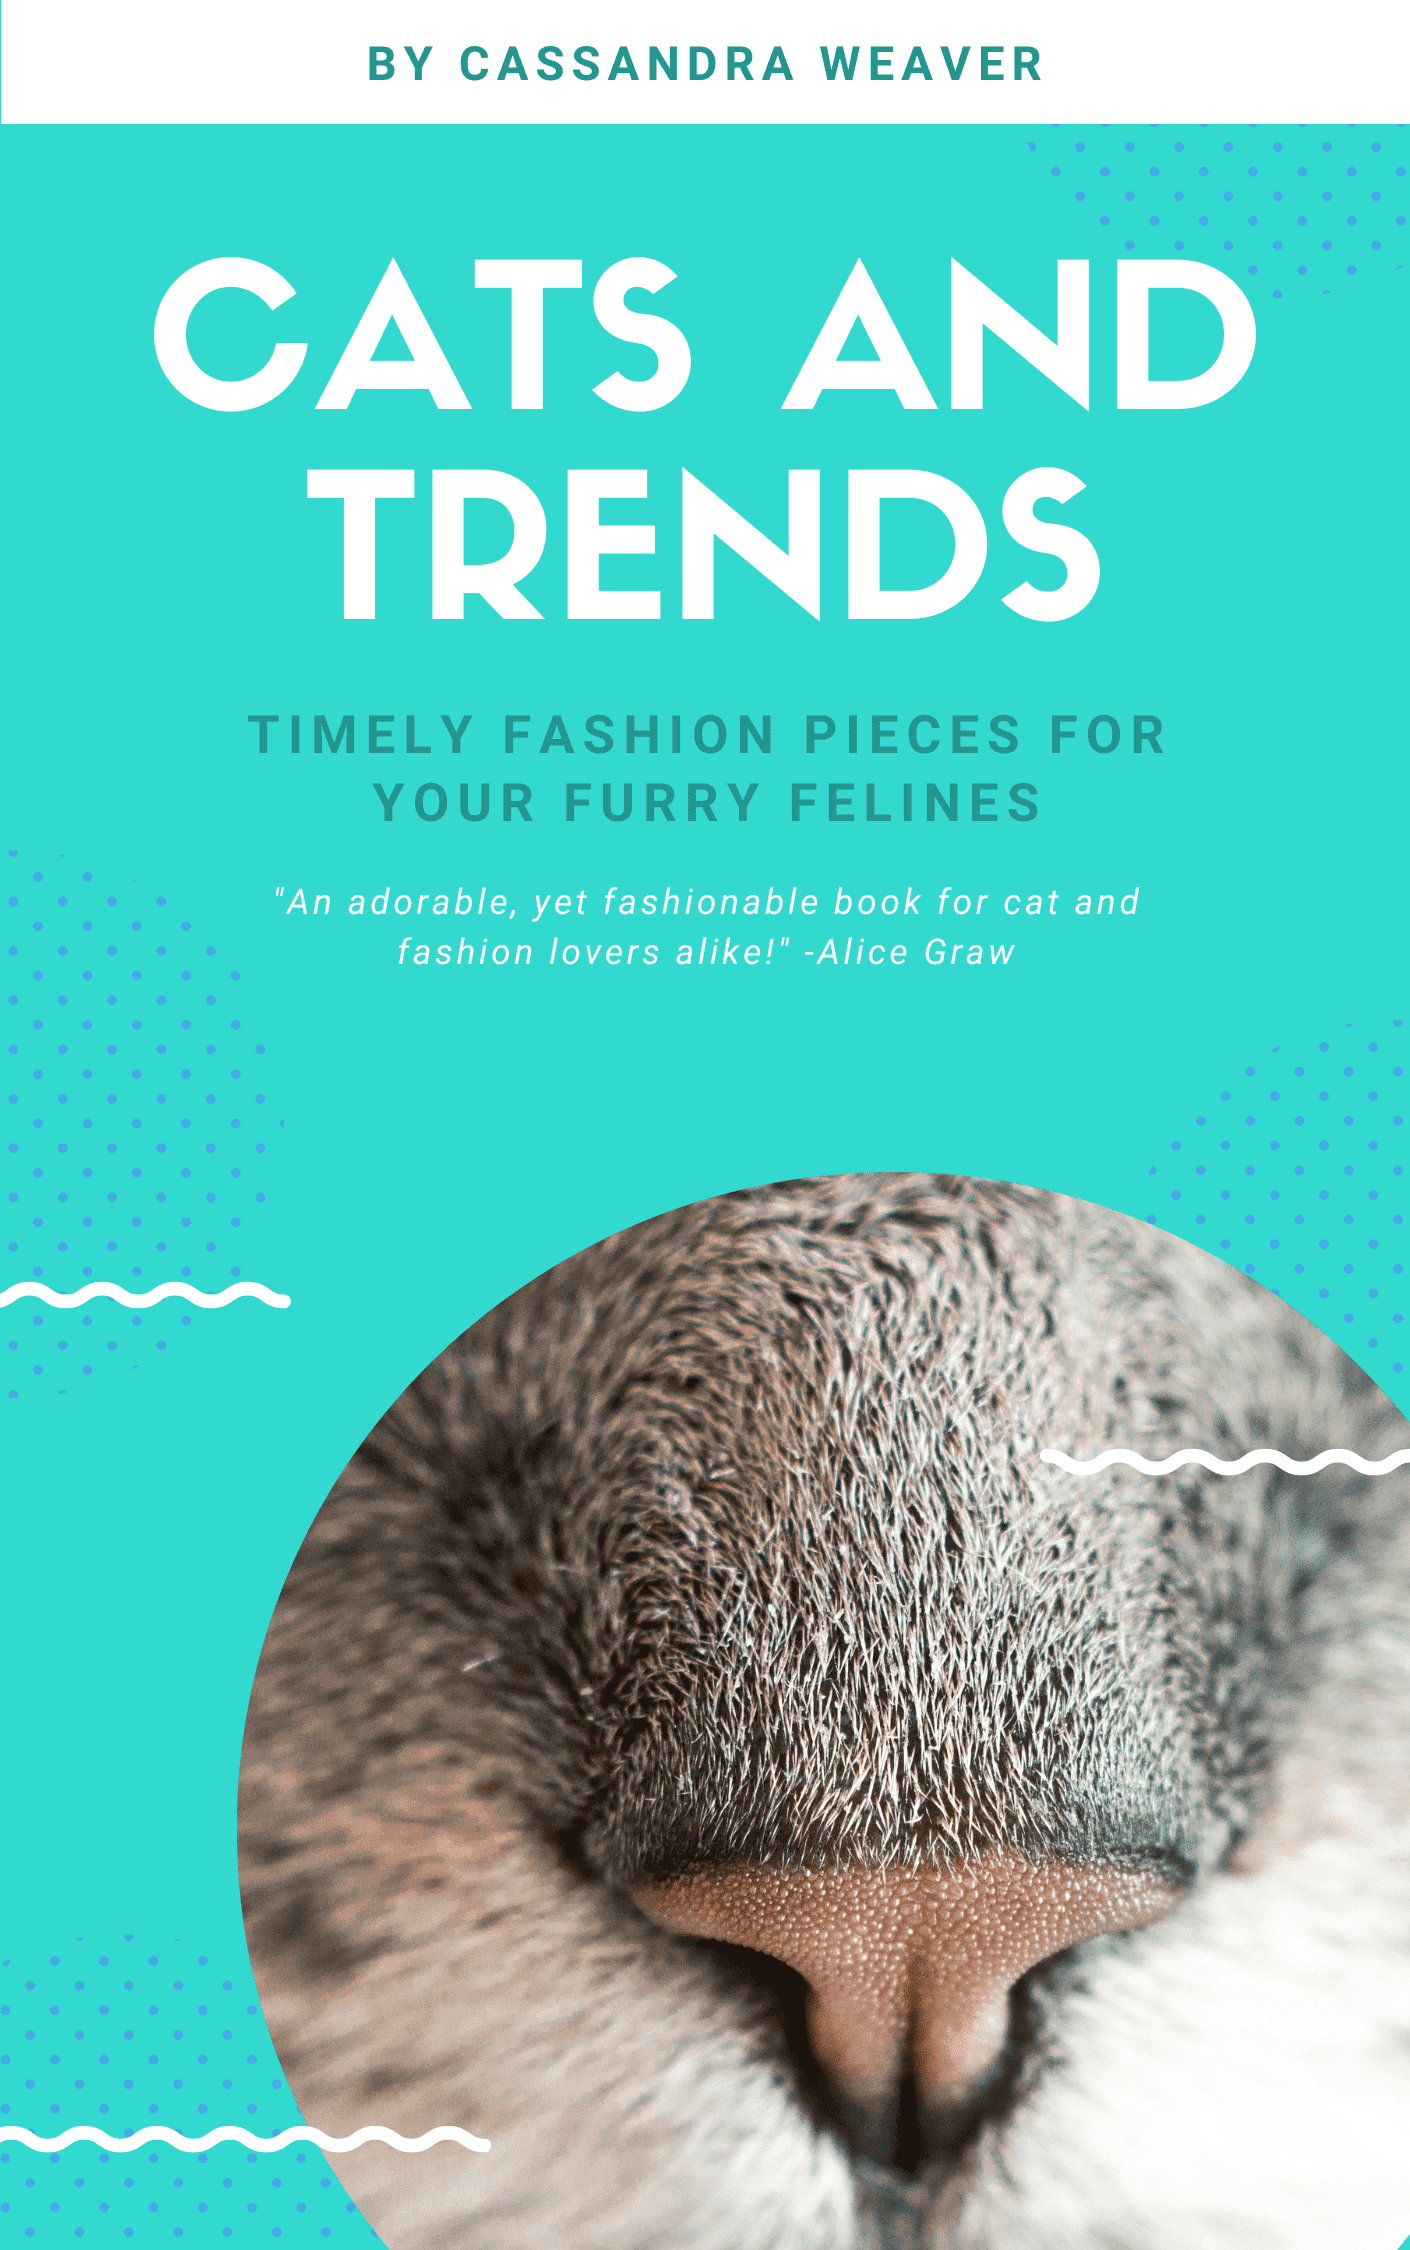 BY CASSANDRA WEAVER
CATS AND
TRENDS
TIMELY FASHION PIECES FOR
YOUR FURRY FELINES
"An adorable, yet fashionable book for cat and
fashion lovers alike!" -Alice Graw